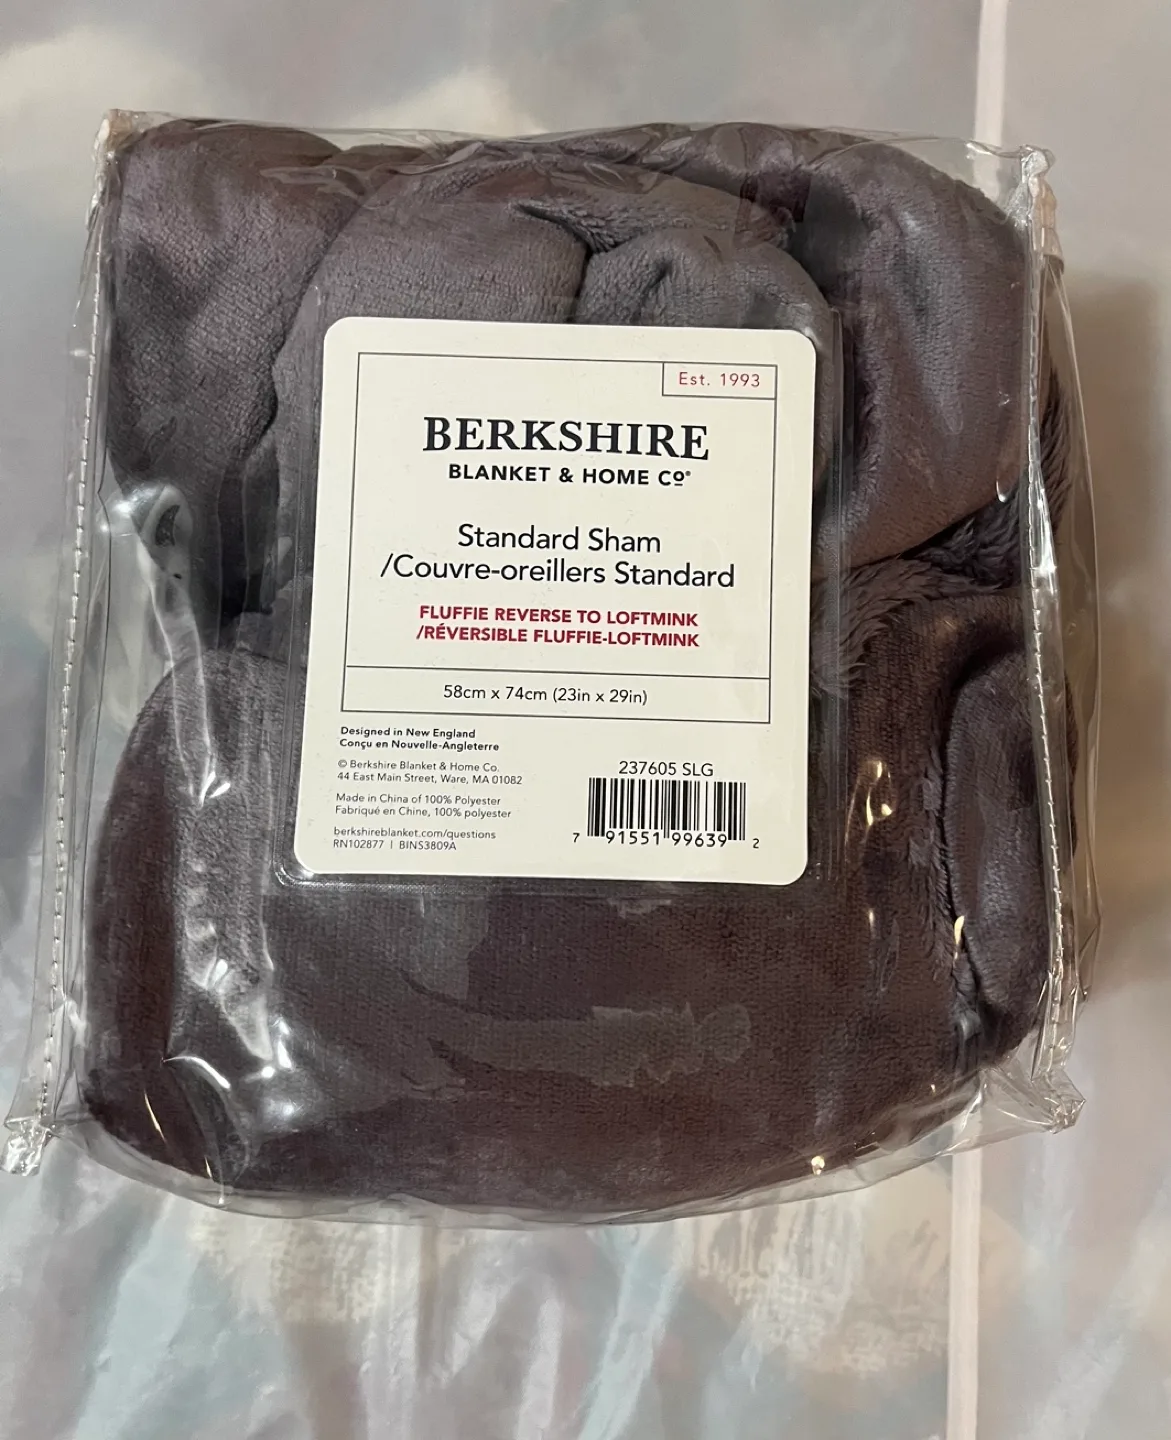 Est. 1993
BERKSHIRE
BLANKET & HOME Cº®
Standard Sham
/Couvre-oreillers Standard
FLUFFIE REVERSE TO LOFTMINK
/RÉVERSIBLE FLUFFIE-LOFTMINK
58cm x 74cm (23in x 29in)
Designed in New England
Conçu en Nouvelle-Angleterre
© Berkshire Blanket & Home Co.
44 East Main Street, Ware, MA 01082
Made in China of 100% Polyester
Fabriqué en Chine, 100% polyester
berkshireblanket.com/questions
RN102877 | BINS3809A
237605 SLG
7 91551 99639 2